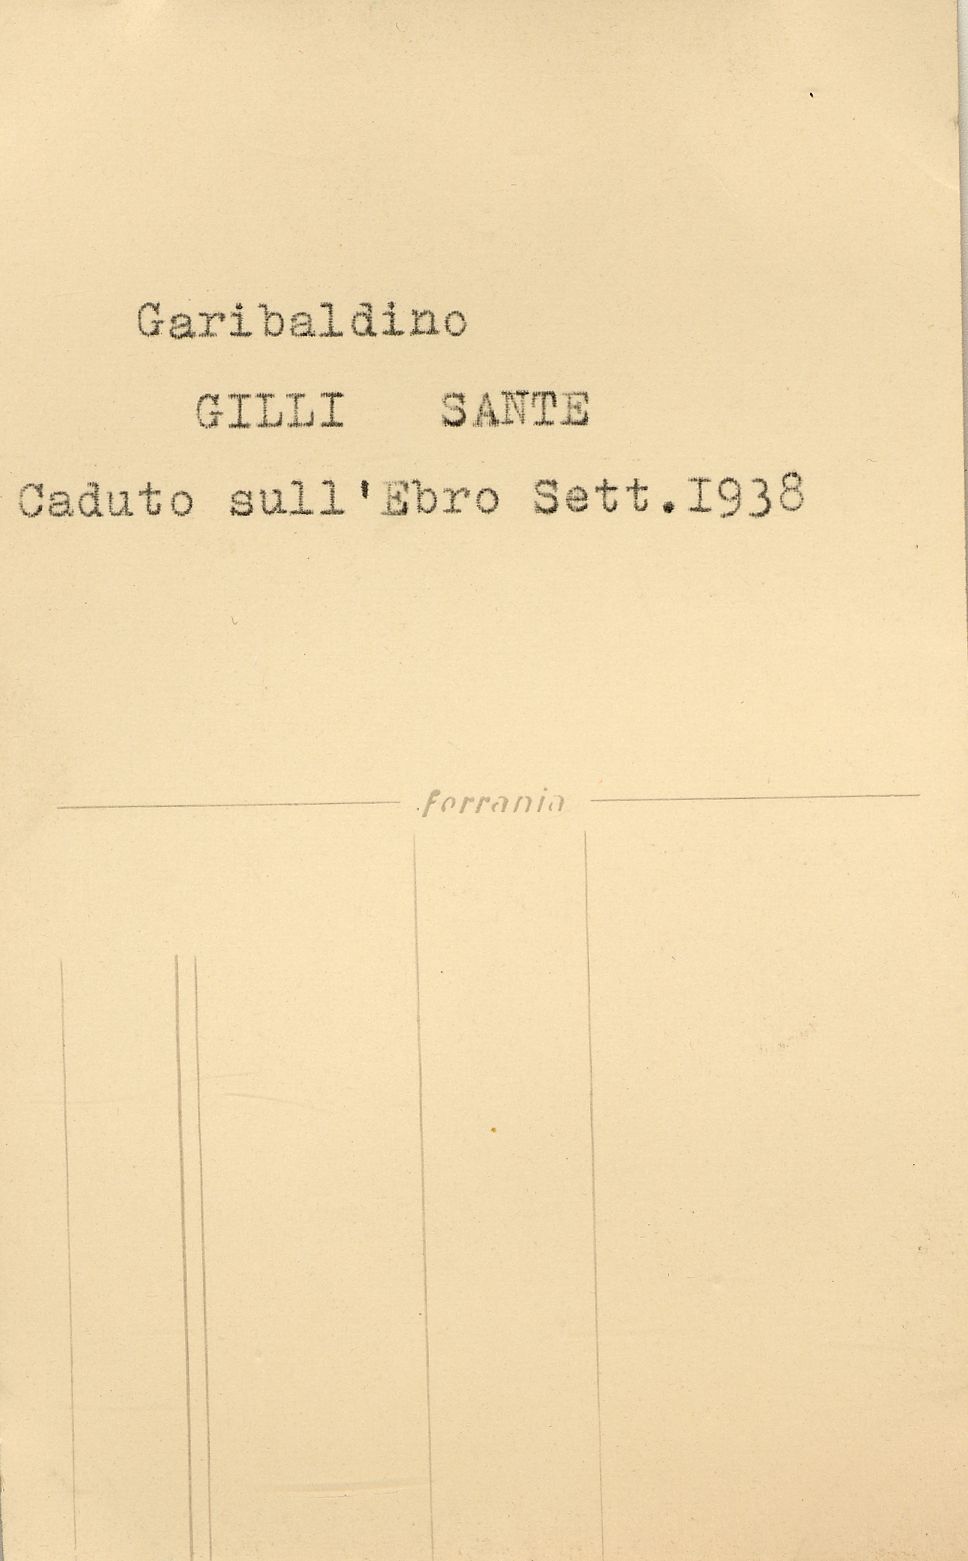 Garibaldino
GILLI SANTE
Caduto sull'Ebro Sett.I938
ferrania